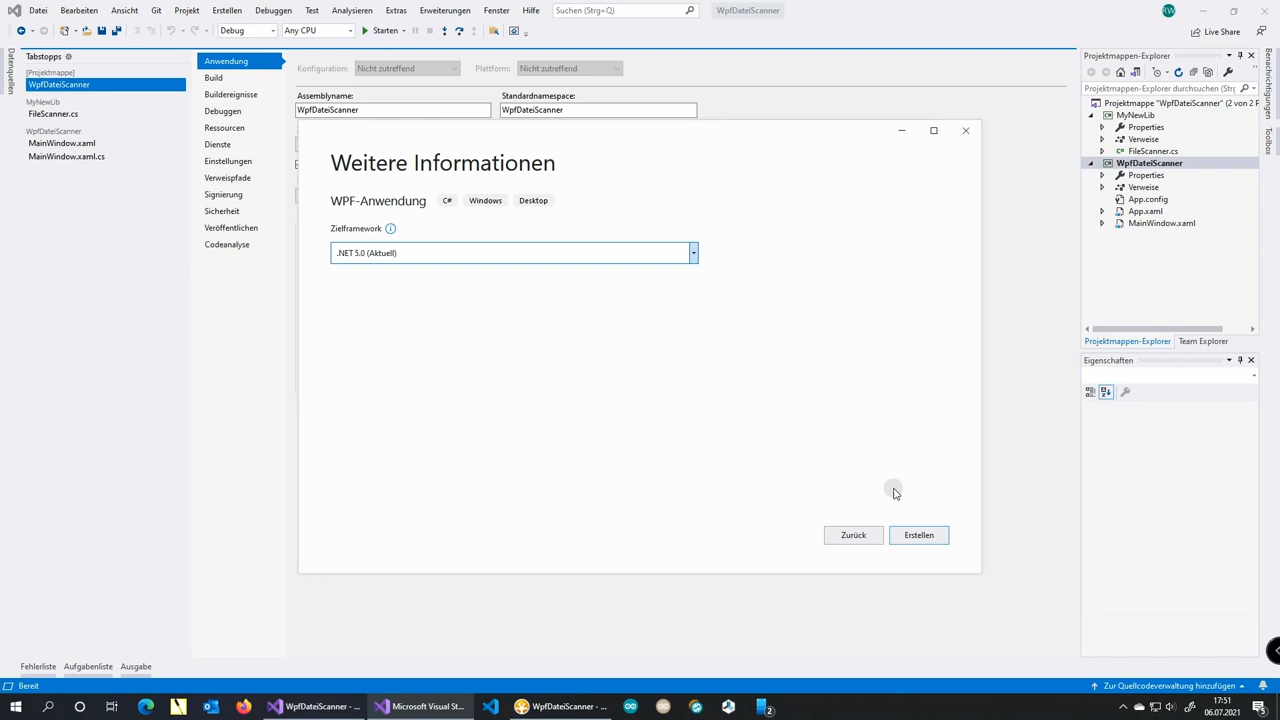 Datei Bearbeiten Ansicht Git Projekt Erstellen Debuggen Test Analysieren Extras Erweiterungen Fenster Hilfe Suchen (Strg+Q) WpfDateiScanner RW
Debug Any CPU Starten Live Share
Datenquellen
Tabstopps
[Projektmappe]
WpfDateiScanner
MyNewLib
FileScanner.cs
WpfDateiScanner
MainWindow.xaml
MainWindow.xaml.cs
Anwendung
Build
Buildereignisse
Debuggen
Ressourcen
Dienste
Einstellungen
Verweispfade
Signierung
Sicherheit
Veröffentlichen
Codeanalyse
Konfiguration: Nicht zutreffend Plattform: Nicht zutreffend
Assemblyname: Standardnamespace:
WpfDateiScanner WpfDateiScanner
Weitere Informationen
WPF-Anwendung C# Windows Desktop
Zielframework
.NET 5.0 (Aktuell)
Zurück Erstellen
Projektmappen-Explorer
Projektmappen-Explorer durchsuchen (Strg
Projektmappe "WpfDateiScanner" (2 von 2 P
MyNewLib
Properties
Verweise
FileScanner.cs
WpfDateiScanner
Properties
Verweise
App.config
App.xaml
MainWindow.xaml
Projektmappen-Explorer Team Explorer
Eigenschaften
Benachrichtigungen
Toolbox
Fehlerliste Aufgabenliste Ausgabe
Bereit Zur Quellcodeverwaltung hinzufügen
WpfDateiScanner - ... Microsoft Visual St... WpfDateiScanner - ... 2
17:51
06.07.2021